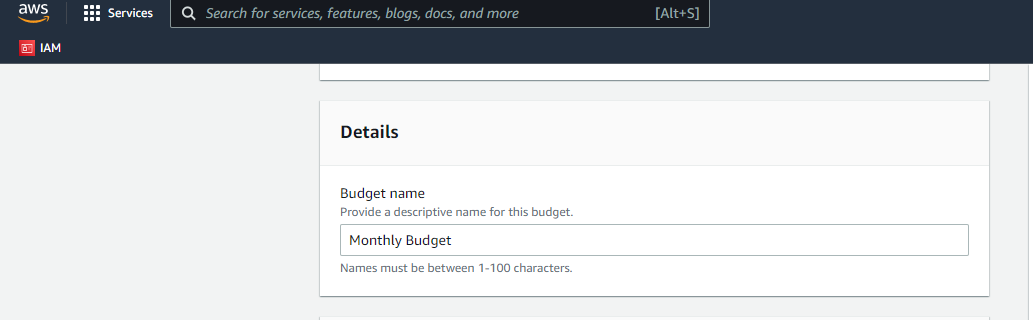 aws
Services
Search for services, features, blogs, docs, and more
[Alt+S]
IAM
Details
Budget name
Provide a descriptive name for this budget.
Monthly Budget
Names must be between 1-100 characters.